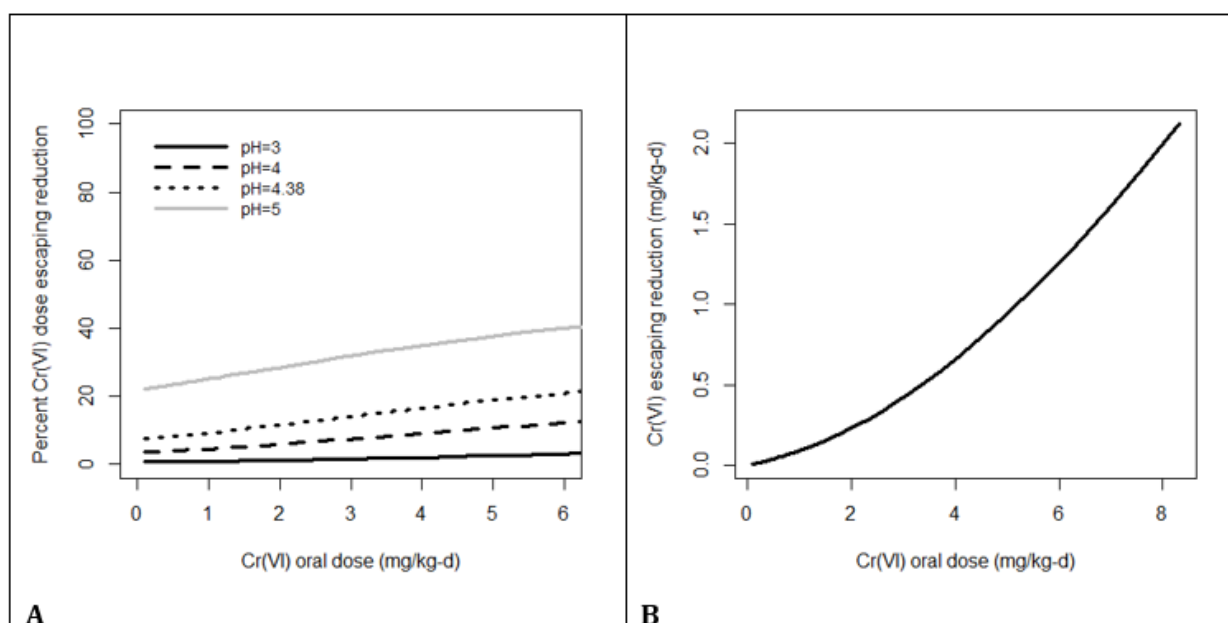 Percent Cr(VI) dose escaping reduction
100
80
60
40
20
0
pH=3
pH=4
pH=4.38
pH=5
0 1 2 3 4 5 6
Cr(VI) oral dose (mg/kg-d)
A
Cr(VI) escaping reduction (mg/kg-d)
2.0
1.5
1.0
0.5
0.0
0 2 4 6 8
Cr(VI) oral dose (mg/kg-d)
B